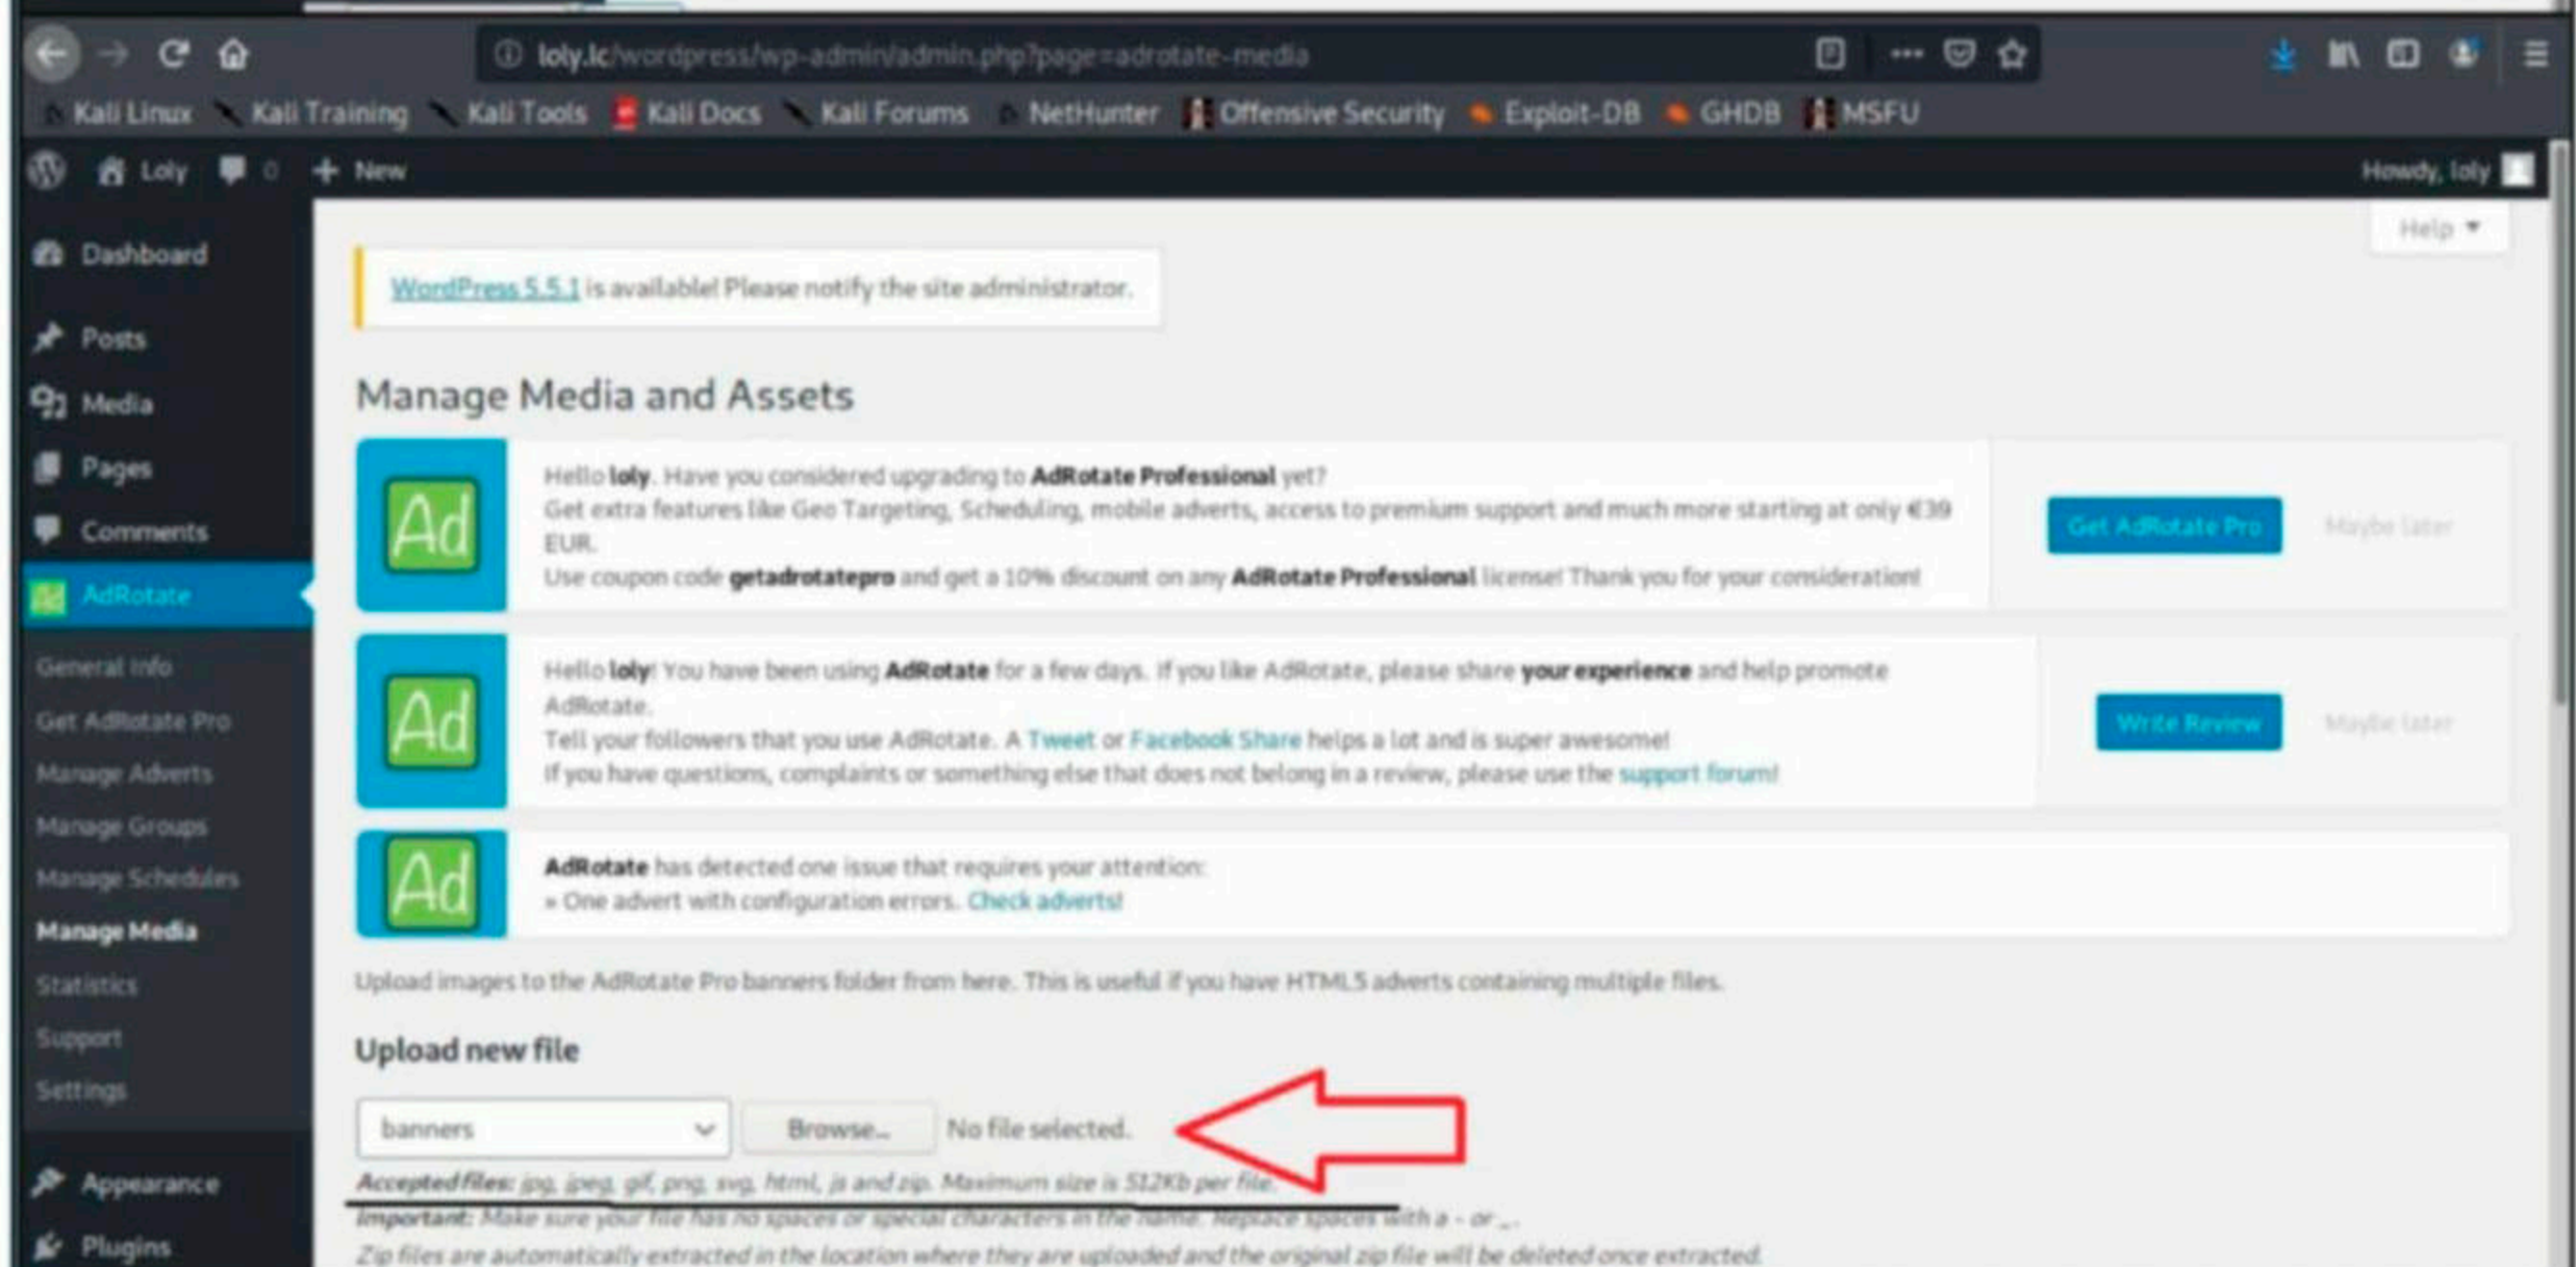 loly.lc/wordpress/wp-admin/admin.php?page=adrotate-media
Kali Linux Kali Training Kali Tools Kali Docs Kali Forums NetHunter Offensive Security Exploit-DB GHDB MSFU
Loly 0 + New Howdy, loly
Help
Dashboard
Posts
Media
Pages
Comments
AdRotate
General Info
Get AdRotate Pro
Manage Adverts
Manage Groups
Manage Schedules
Manage Media
Statistics
Support
Settings
Appearance
Plugins
WordPress 5.5.1 is available! Please notify the site administrator.
Manage Media and Assets
Ad
Hello loly. Have you considered upgrading to AdRotate Professional yet?
Get extra features like Geo Targeting, Scheduling, mobile adverts, access to premium support and much more starting at only €39
EUR.
Use coupon code getadrotatepro and get a 10% discount on any AdRotate Professional license! Thank you for your consideration!
Get AdRotate Pro Maybe later
Ad
Hello loly! You have been using AdRotate for a few days. If you like AdRotate, please share your experience and help promote
AdRotate.
Tell your followers that you use AdRotate. A Tweet or Facebook Share helps a lot and is super awesome!
If you have questions, complaints or something else that does not belong in a review, please use the support forum!
Write Review Maybe later
Ad
AdRotate has detected one issue that requires your attention:
» One advert with configuration errors. Check adverts!
Upload images to the AdRotate Pro banners folder from here. This is useful if you have HTML5 adverts containing multiple files.
Upload new file
banners Browse... No file selected.
Accepted files: jpg, jpeg, gif, png, svg, html, js and zip. Maximum size is 512Kb per file.
Important: Make sure your file has no spaces or special characters in the name. Replace spaces with a - or _.
Zip files are automatically extracted in the location where they are uploaded and the original zip file will be deleted once extracted.